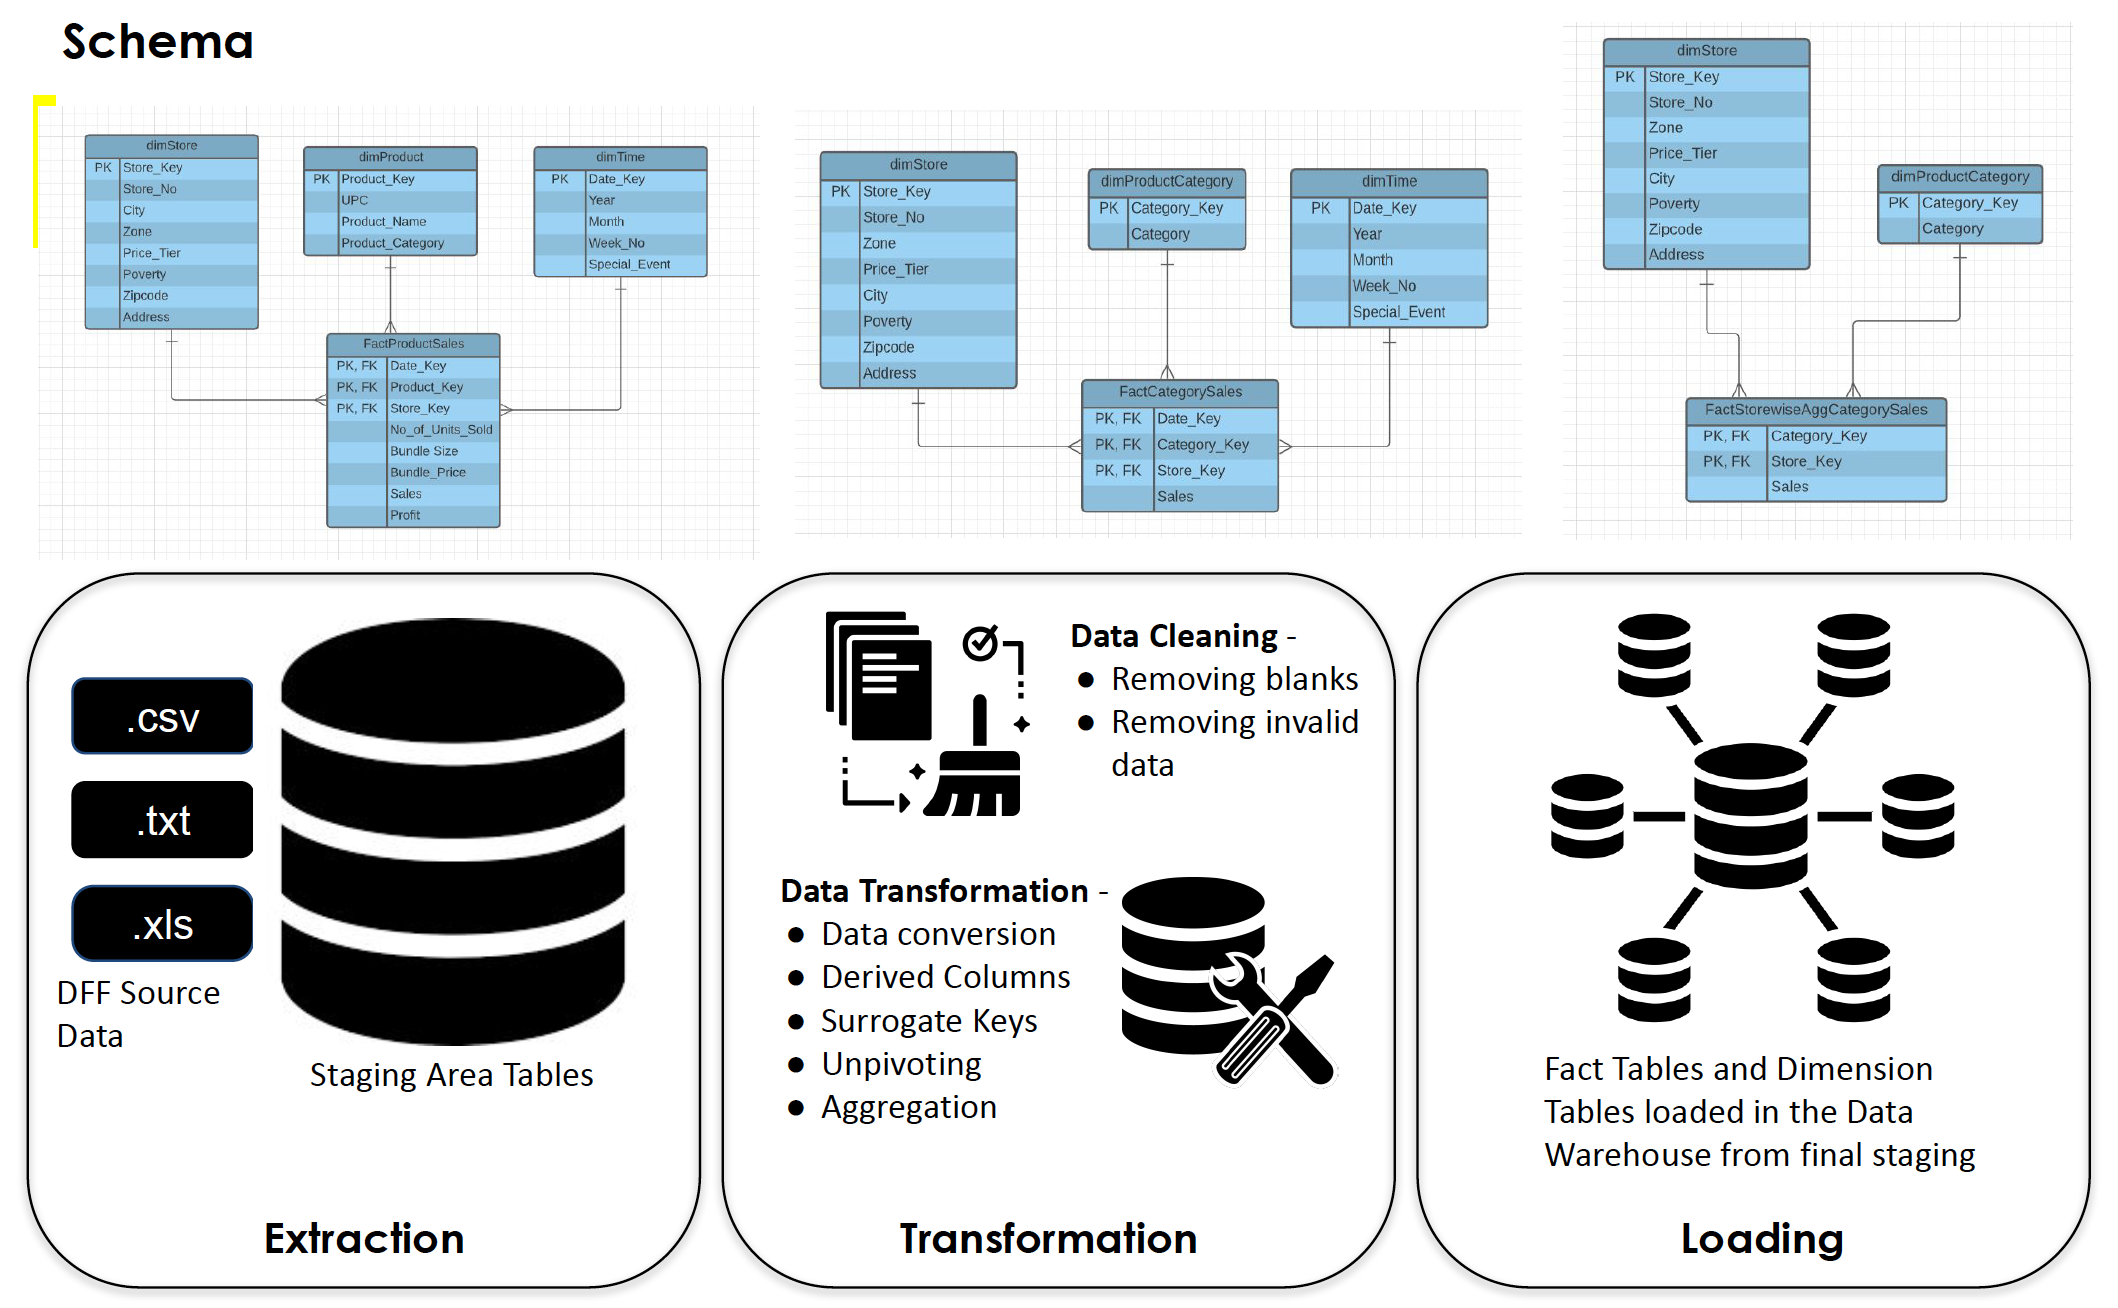 Schema
dimStore
PK Store_Key
Store_No
City
Zone
Price_Tier
Poverty
Zipcode
Address
dimProduct
PK Product_Key
UPC
Product_Name
Product_Category
dimTime
PK Date_Key
Year
Month
Week_No
Special_Event
FactProductSales
PK, FK Date_Key
PK, FK Product_Key
PK, FK Store_Key
No_of_Units_Sold
Bundle Size
Bundle_Price
Sales
Profit
dimStore
PK Store_Key
Store_No
Zone
Price_Tier
City
Poverty
Zipcode
Address
dimProductCategory
PK Category_Key
Category
dimTime
PK Date_Key
Year
Month
Week_No
Special_Event
FactCategorySales
PK, FK Date_Key
PK, FK Category_Key
PK, FK Store_Key
Sales
dimStore
PK Store_Key
Store_No
Zone
Price_Tier
City
Poverty
Zipcode
Address
dimProductCategory
PK Category_Key
Category
FactStorewiseAggCategorySales
PK, FK Category_Key
PK, FK Store_Key
Sales
.csv
.txt
.xls
DFF Source
Data
Staging Area Tables
Extraction
Data Cleaning -
● Removing blanks
● Removing invalid
data
Data Transformation -
● Data conversion
● Derived Columns
● Surrogate Keys
● Unpivoting
● Aggregation
Transformation
Fact Tables and Dimension
Tables loaded in the Data
Warehouse from final staging
Loading